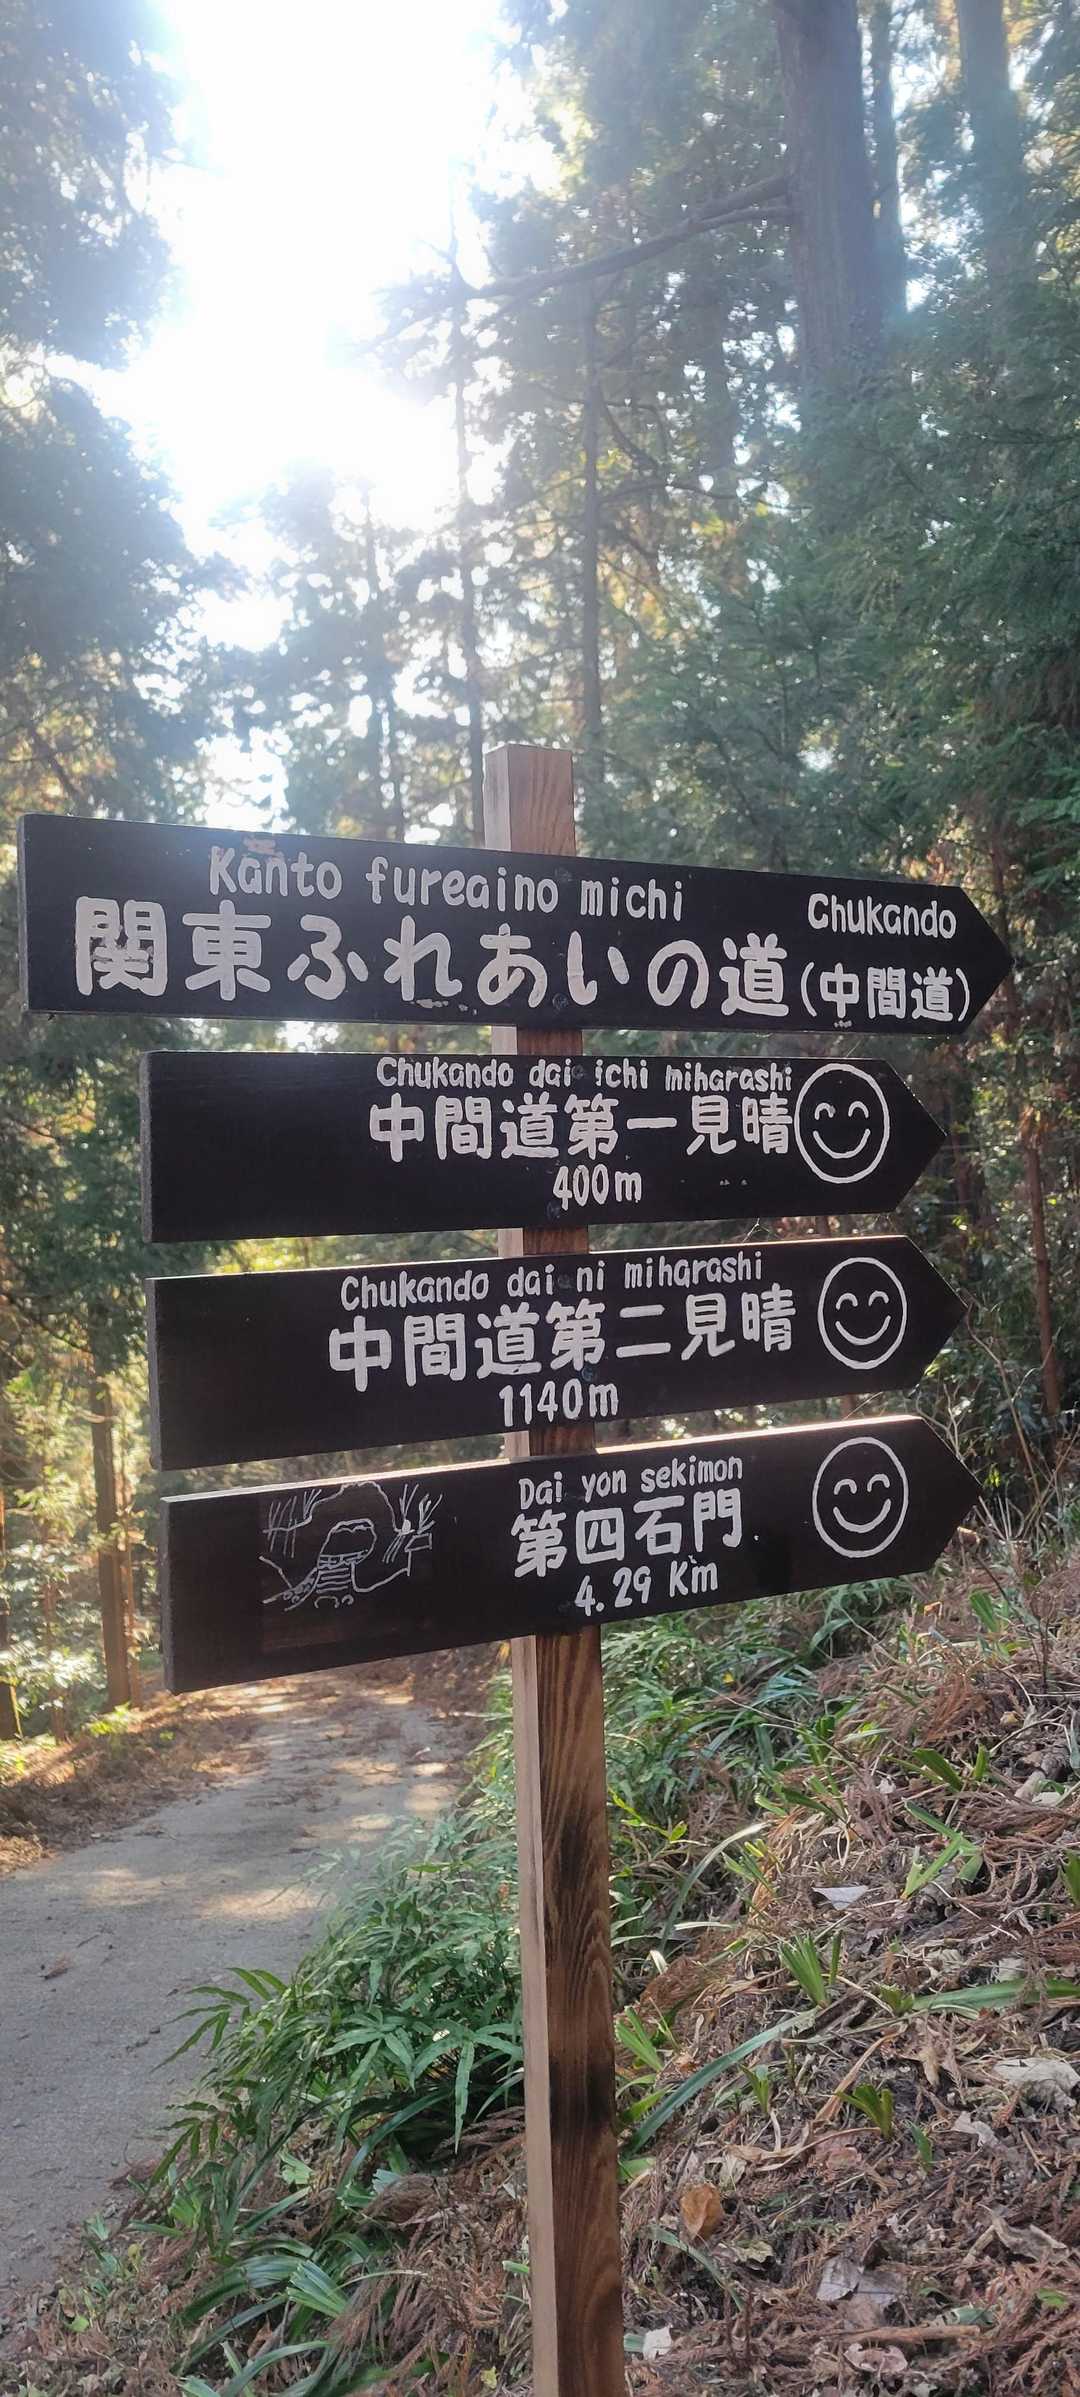 Kanto fureaino michi
Chukando
関東ふれあいの道(中間道)
Chukando dai ichi miharashi
中間道第一見晴
400m
Chukando dai ni miharashi
中間道第二見晴
1140m
Dai yon sekimon
第四石門
4.29 Km